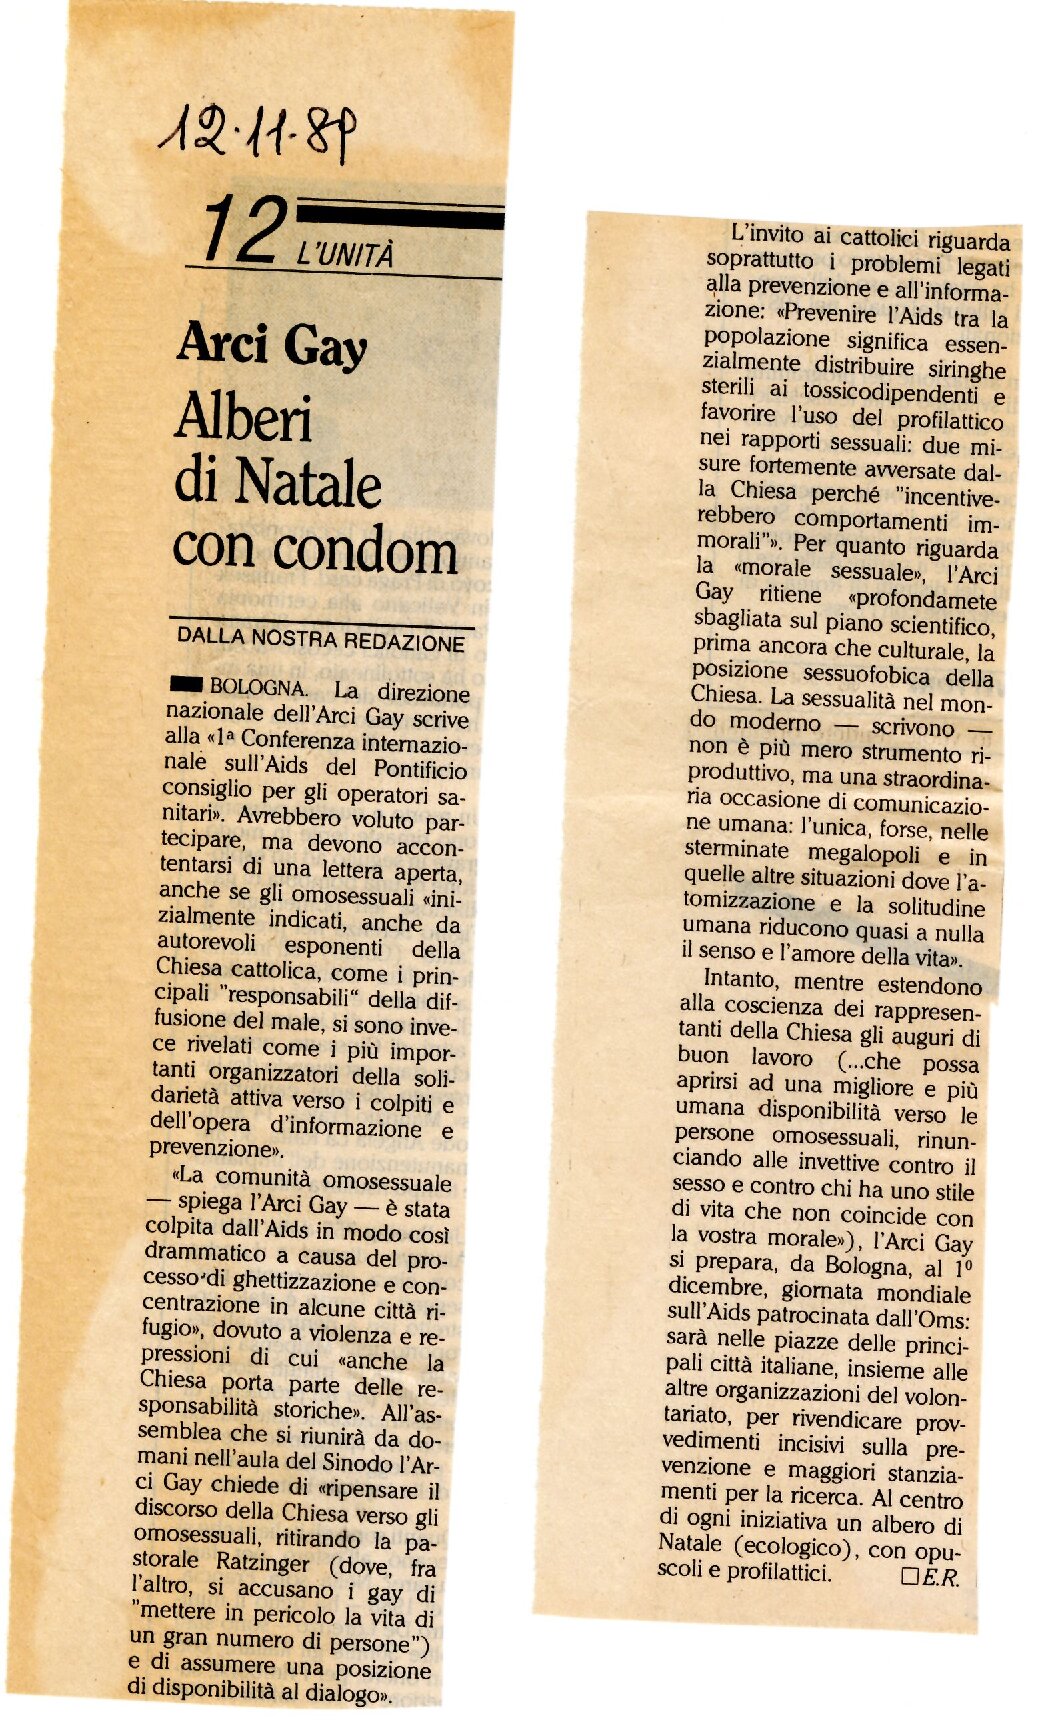 12.11.89
12 L'UNITÀ
Arci Gay
Alberi
di Natale
con condom
DALLA NOSTRA REDAZIONE
BOLOGNA. La direzione
nazionale dell'Arci Gay scrive
alla «1ª Conferenza internazio-
nale sull'Aids del Pontificio
consiglio per gli operatori sa-
nitari». Avrebbero voluto par-
tecipare, ma devono accon-
tentarsi di una lettera aperta,
anche se gli omosessuali «ini-
zialmente indicati, anche da
autorevoli esponenti della
Chiesa cattolica, come i prin-
cipali "responsabili“ della dif-
fusione del male, si sono inve-
ce rivelati come i più impor-
tanti organizzatori della soli-
darietà attiva verso i colpiti e
dell'opera d'informazione e
prevenzione».
«La comunità omosessuale
— spiega l'Arci Gay — è stata
colpita dall'Aids in modo così
drammatico a causa del pro-
cesso di ghettizzazione e con-
centrazione in alcune città ri-
fugio», dovuto a violenza e re-
pressioni di cui «anche la
Chiesa porta parte delle re-
sponsabilità storiche». All'as-
semblea che si riunirà da do-
mani nell'aula del Sinodo l'Ar-
ci Gay chiede di «ripensare il
discorso della Chiesa verso gli
omosessuali, ritirando la pa-
storale Ratzinger (dove, fra
l'altro, si accusano i gay di
"mettere in pericolo la vita di
un gran numero di persone")
e di assumere una posizione
di disponibilità al dialogo».
L'invito ai cattolici riguarda
soprattutto i problemi legati
alla prevenzione e all'informa-
zione: «Prevenire l'Aids tra la
popolazione significa essen-
zialmente distribuire siringhe
sterili ai tossicodipendenti e
favorire l'uso del profilattico
nei rapporti sessuali: due mi-
sure fortemente avversate dal-
la Chiesa perché "incentive-
rebbero comportamenti im-
morali"». Per quanto riguarda
la «morale sessuale», l'Arci
Gay ritiene «profondamete
sbagliata sul piano scientifico,
prima ancora che culturale, la
posizione sessuofobica della
Chiesa. La sessualità nel mon-
do moderno — scrivono —
non è più mero strumento ri-
produttivo, ma una straordina-
ria occasione di comunicazio-
ne umana: l'unica, forse, nelle
sterminate megalopoli e in
quelle altre situazioni dove l'a-
tomizzazione e la solitudine
umana riducono quasi a nulla
il senso e l'amore della vita».
Intanto, mentre estendono
alla coscienza dei rappresen-
tanti della Chiesa gli auguri di
buon lavoro (...che possa
aprirsi ad una migliore e più
umana disponibilità verso le
persone omosessuali, rinun-
ciando alle invettive contro il
sesso e contro chi ha uno stile
di vita che non coincide con
la vostra morale»), l'Arci Gay
si prepara, da Bologna, al 1º
dicembre, giornata mondiale
sull'Aids patrocinata dall'Oms:
sarà nelle piazze delle princi-
pali città italiane, insieme alle
altre organizzazioni del volon-
tariato, per rivendicare prov-
vedimenti incisivi sulla pre-
venzione e maggiori stanzia-
menti per la ricerca. Al centro
di ogni iniziativa un albero di
Natale (ecologico), con opu-
scoli e profilattici. □ E.R.